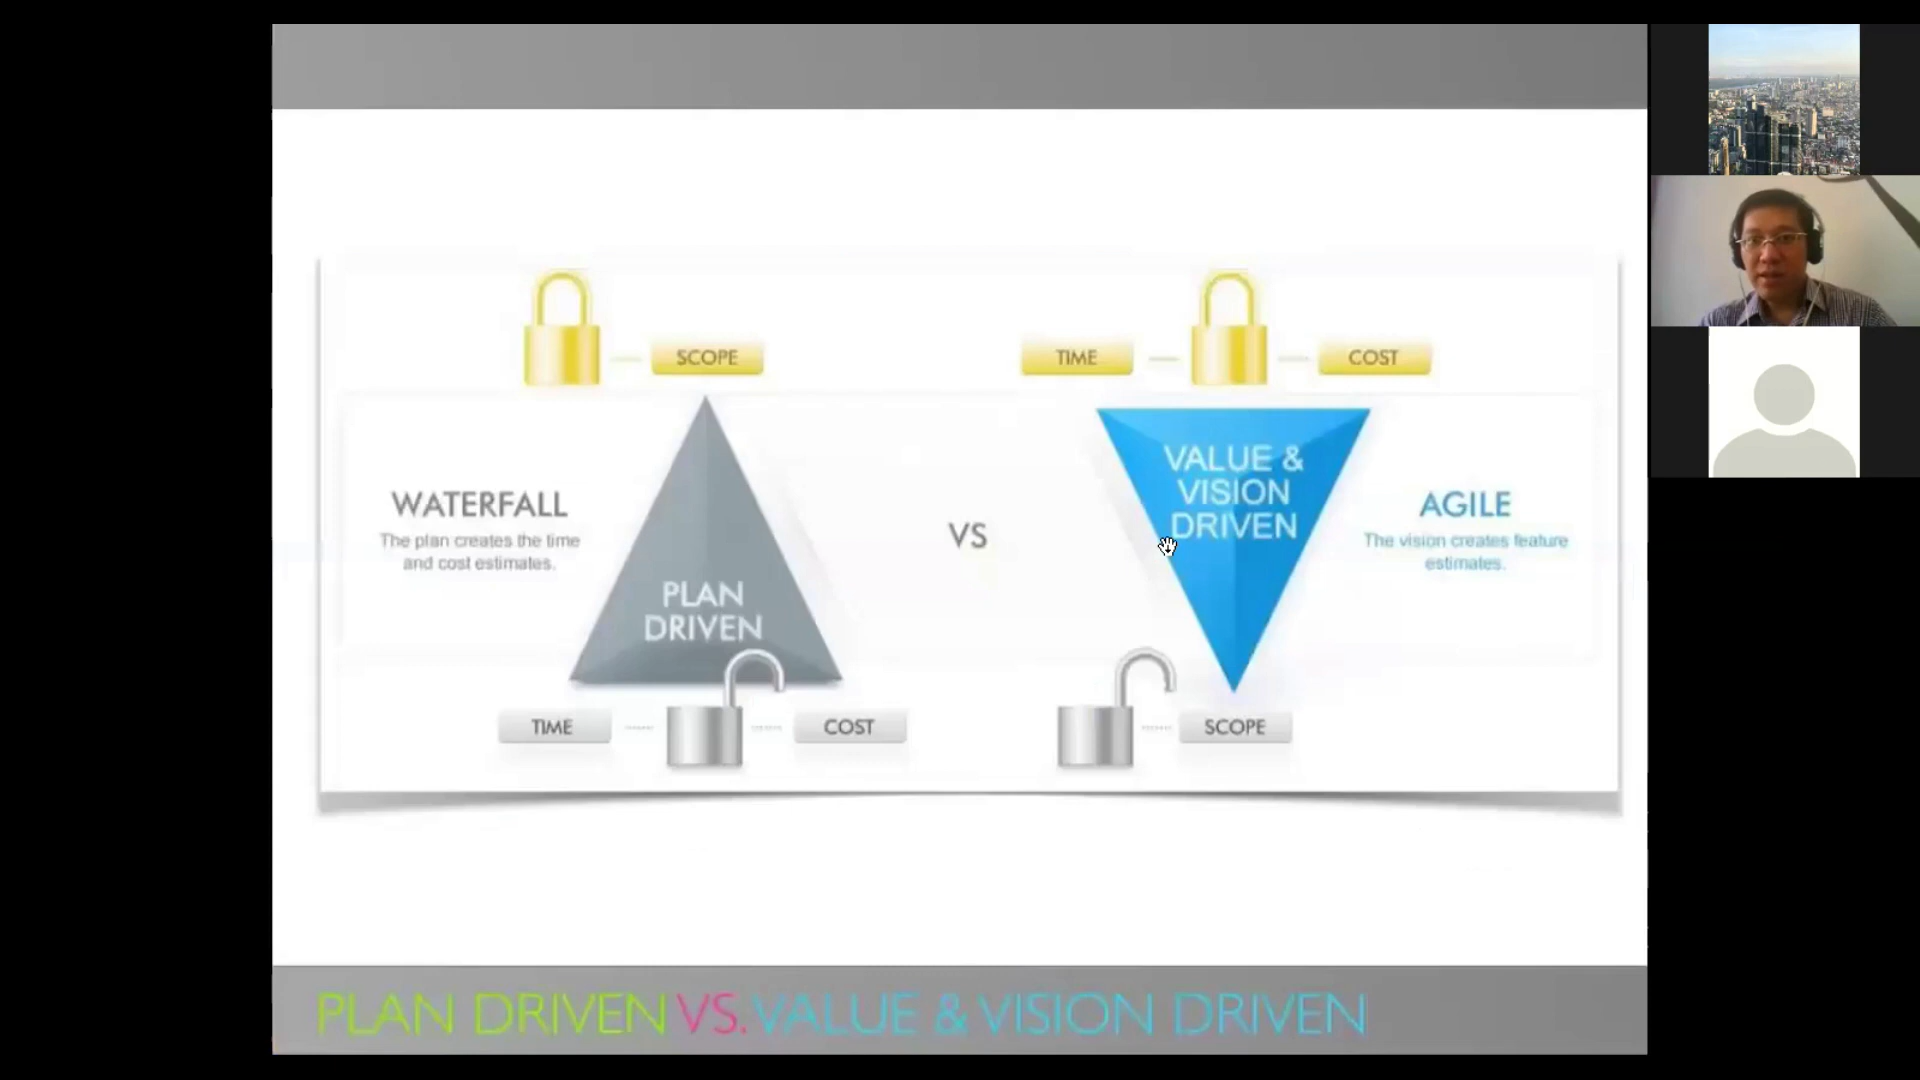 SCOPE
TIME
COST
WATERFALL
The plan creates the time
and cost estimates.
PLAN
DRIVEN
VS
VALUE &
VISION
DRIVEN
AGILE
The vision creates feature
estimates.
TIME
COST
SCOPE
PLAN DRIVEN VS. VALUE & VISION DRIVEN